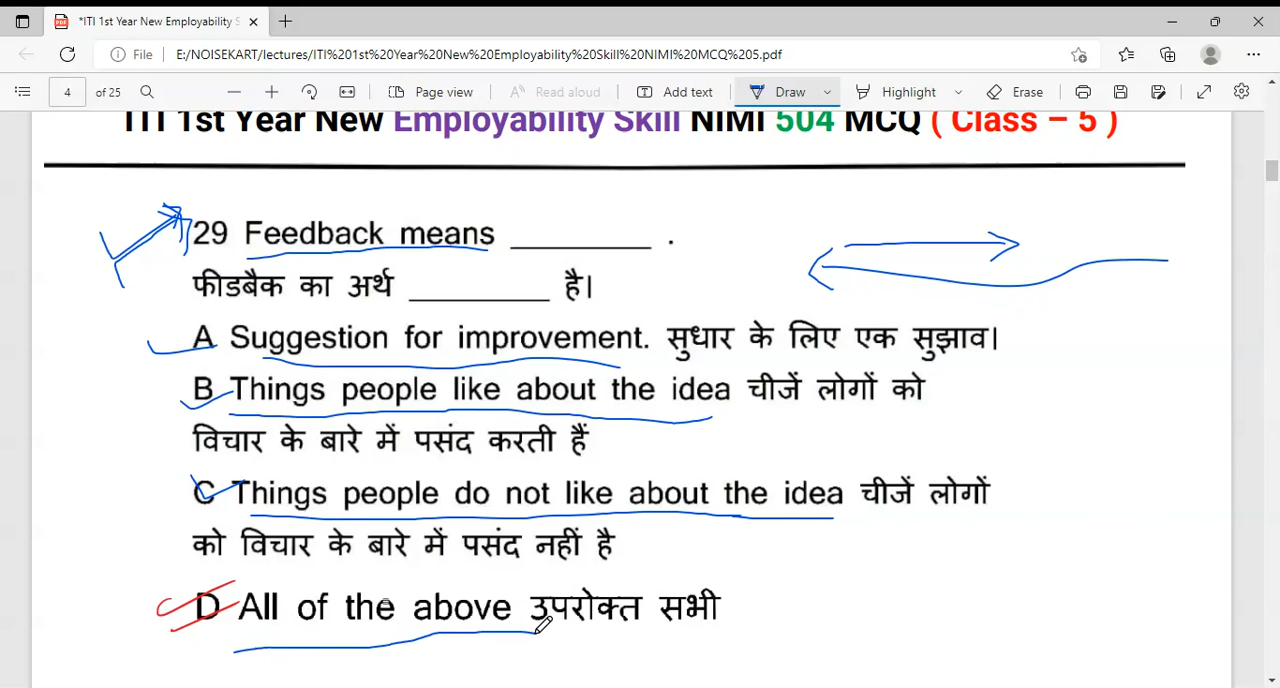 *ITI 1st Year New Employability S
File E:/NOISEKART/lectures/ITI%201st%20Year%20New%20Employability%20Skill%20NIMI%20MCQ%205.pdf
4 of 25 Page view Read aloud Add text Draw Highlight Erase
ITI 1st Year New Employability Skill NIMI 504 MCQ ( Class – 5 )
29 Feedback means ________ .
फीडबैक का अर्थ ________ है।
A Suggestion for improvement. सुधार के लिए एक सुझाव।
B Things people like about the idea चीजें लोगों को
विचार के बारे में पसंद करती हैं
C Things people do not like about the idea चीजें लोगों
को विचार के बारे में पसंद नहीं है
D All of the above उपरोक्त सभी